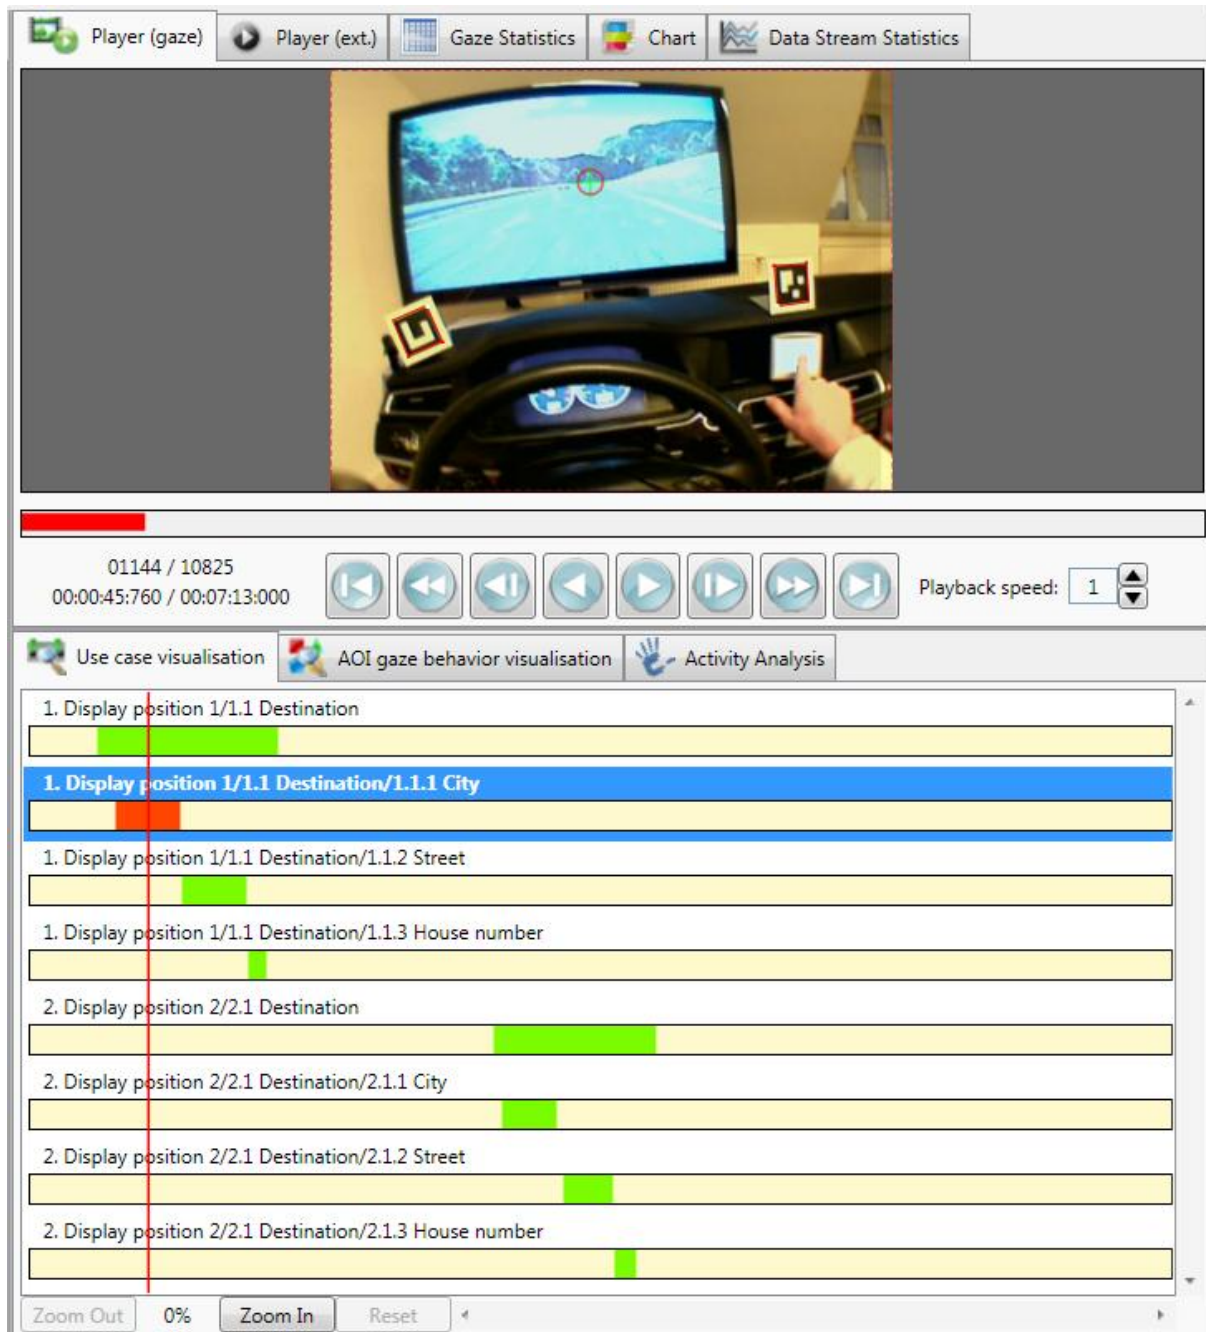 Player (gaze) Player (ext.) Gaze Statistics Chart Data Stream Statistics
01144 / 10825
00:00:45:760 / 00:07:13:000
Playback speed: 1
Use case visualisation AOI gaze behavior visualisation Activity Analysis
1. Display position 1/1.1 Destination
1. Display position 1/1.1 Destination/1.1.1 City
1. Display position 1/1.1 Destination/1.1.2 Street
1. Display position 1/1.1 Destination/1.1.3 House number
2. Display position 2/2.1 Destination
2. Display position 2/2.1 Destination/2.1.1 City
2. Display position 2/2.1 Destination/2.1.2 Street
2. Display position 2/2.1 Destination/2.1.3 House number
Zoom Out 0% Zoom In Reset